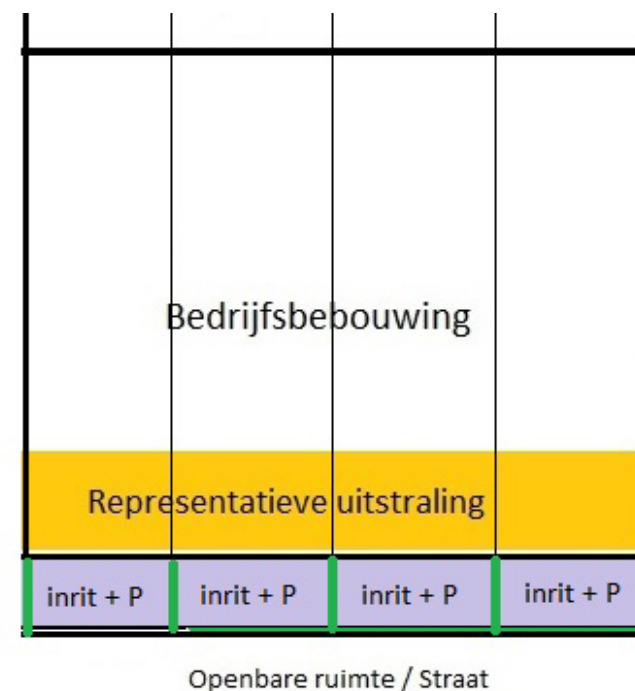 Bedrijfsbebouwing
Representatieve uitstraling
inrit + P inrit + P inrit + P inrit + P
Openbare ruimte / Straat